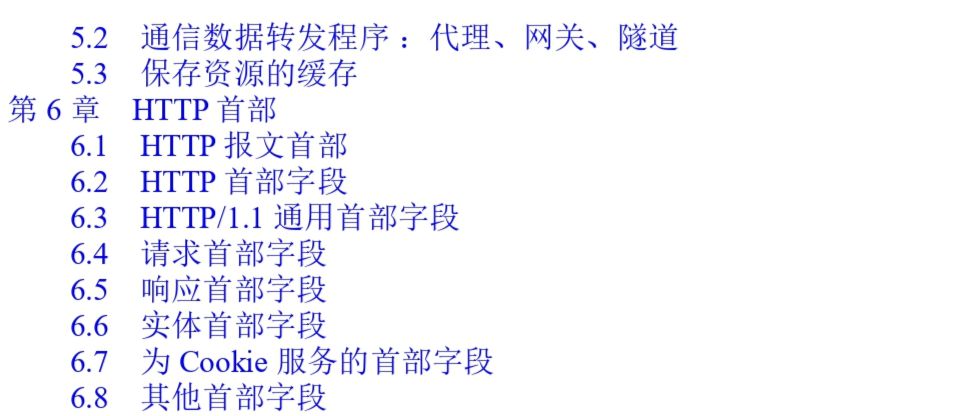 5.2 通信数据转发程序：代理、网关、隧道
5.3 保存资源的缓存
第 6 章 HTTP 首部
6.1 HTTP 报文首部
6.2 HTTP 首部字段
6.3 HTTP/1.1 通用首部字段
6.4 请求首部字段
6.5 响应首部字段
6.6 实体首部字段
6.7 为 Cookie 服务的首部字段
6.8 其他首部字段